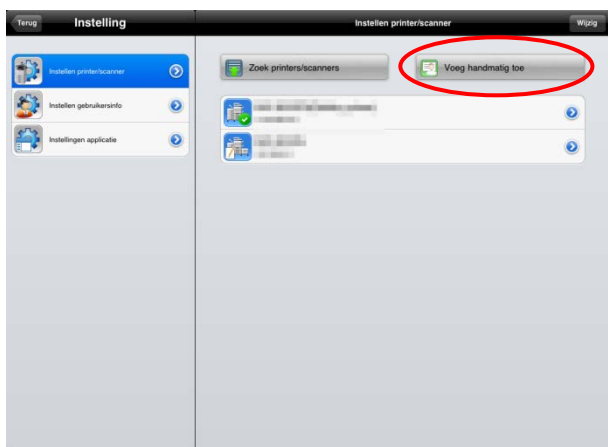 Terug Instelling Instellen printer/scanner Wijzig
Instellen printer/scanner
Zoek printers/scanners Voeg handmatig toe
Instellen gebruikersinfo
Instellingen applicatie